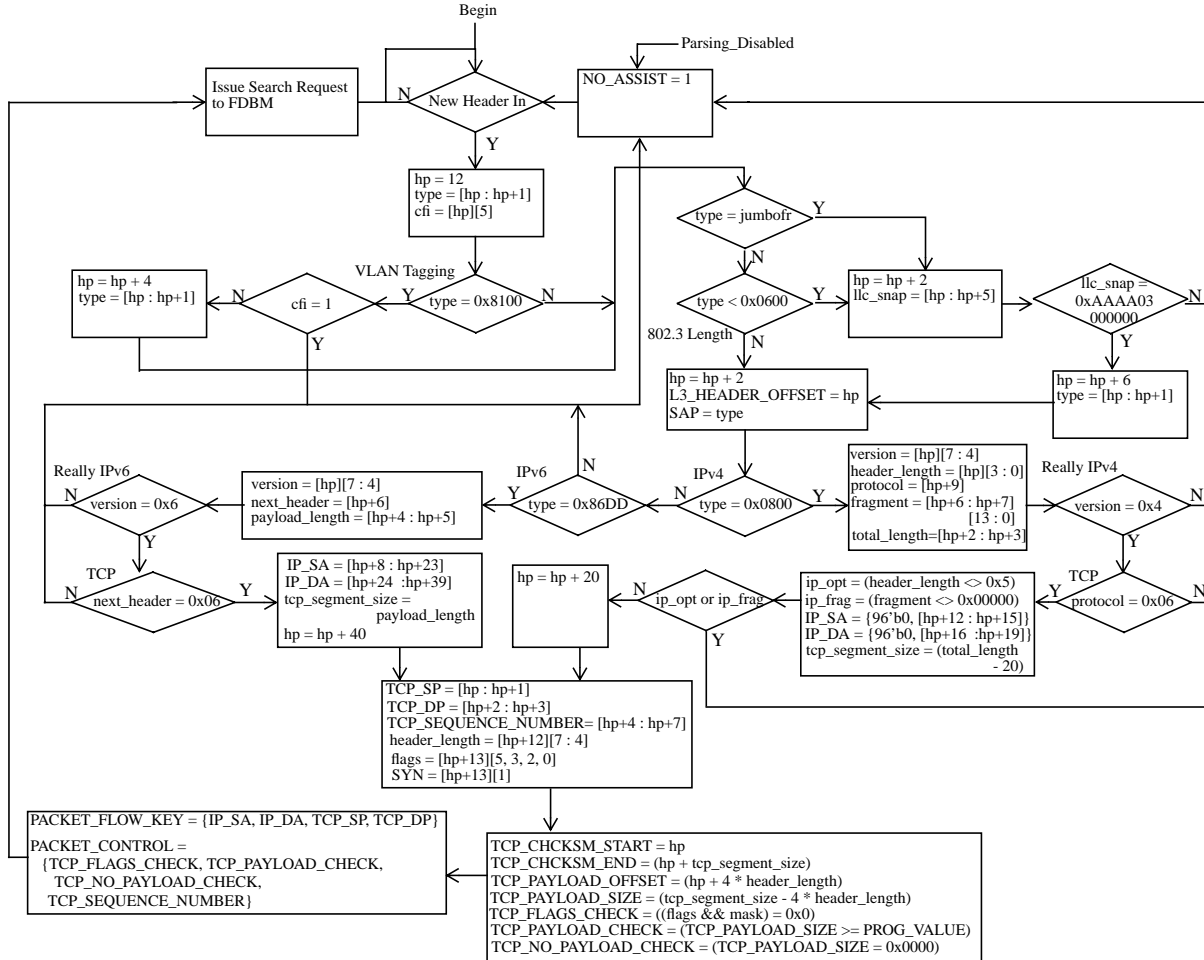 Begin
Parsing_Disabled
Issue Search Request
to FDBM
N
New Header In
Y
NO_ASSIST = 1
hp = 12
type = [hp : hp+1]
cfi = [hp][5]
type = jumbofr
Y
N
VLAN Tagging
hp = hp + 4
type = [hp : hp+1]
N
cfi = 1
Y
Y
type = 0x8100
N
type < 0x0600
Y
802.3 Length
N
hp = hp + 2
llc_snap = [hp : hp+5]
llc_snap =
0xAAAA03
000000
N
Y
hp = hp + 2
L3_HEADER_OFFSET = hp
SAP = type
hp = hp + 6
type = [hp : hp+1]
Really IPv6
N
version = 0x6
Y
version = [hp][7 : 4]
next_header = [hp+6]
payload_length = [hp+4 : hp+5]
IPv6
N
Y
type = 0x86DD
IPv4
N
type = 0x0800
Y
version = [hp][7 : 4]
header_length = [hp][3 : 0]
protocol = [hp+9]
fragment = [hp+6 : hp+7]
[13 : 0]
total_length=[hp+2 : hp+3]
Really IPv4
version = 0x4
N
Y
TCP
N
next_header = 0x06
Y
IP_SA = [hp+8 : hp+23]
IP_DA = [hp+24 :hp+39]
tcp_segment_size =
payload_length
hp = hp + 40
hp = hp + 20
N
ip_opt or ip_frag
Y
ip_opt = (header_length <> 0x5)
ip_frag = (fragment <> 0x00000)
IP_SA = {96’b0, [hp+12 : hp+15]}
IP_DA = {96’b0, [hp+16 :hp+19]}
tcp_segment_size = (total_length
- 20)
TCP
Y
protocol = 0x06
N
TCP_SP = [hp : hp+1]
TCP_DP = [hp+2 : hp+3]
TCP_SEQUENCE_NUMBER= [hp+4 : hp+7]
header_length = [hp+12][7 : 4]
flags = [hp+13][5, 3, 2, 0]
SYN = [hp+13][1]
PACKET_FLOW_KEY = {IP_SA, IP_DA, TCP_SP, TCP_DP}
PACKET_CONTROL =
{TCP_FLAGS_CHECK, TCP_PAYLOAD_CHECK,
TCP_NO_PAYLOAD_CHECK,
TCP_SEQUENCE_NUMBER}
TCP_CHCKSM_START = hp
TCP_CHCKSM_END = (hp + tcp_segment_size)
TCP_PAYLOAD_OFFSET = (hp + 4 * header_length)
TCP_PAYLOAD_SIZE = (tcp_segment_size - 4 * header_length)
TCP_FLAGS_CHECK = ((flags && mask) = 0x0)
TCP_PAYLOAD_CHECK = (TCP_PAYLOAD_SIZE >= PROG_VALUE)
TCP_NO_PAYLOAD_CHECK = (TCP_PAYLOAD_SIZE = 0x0000)